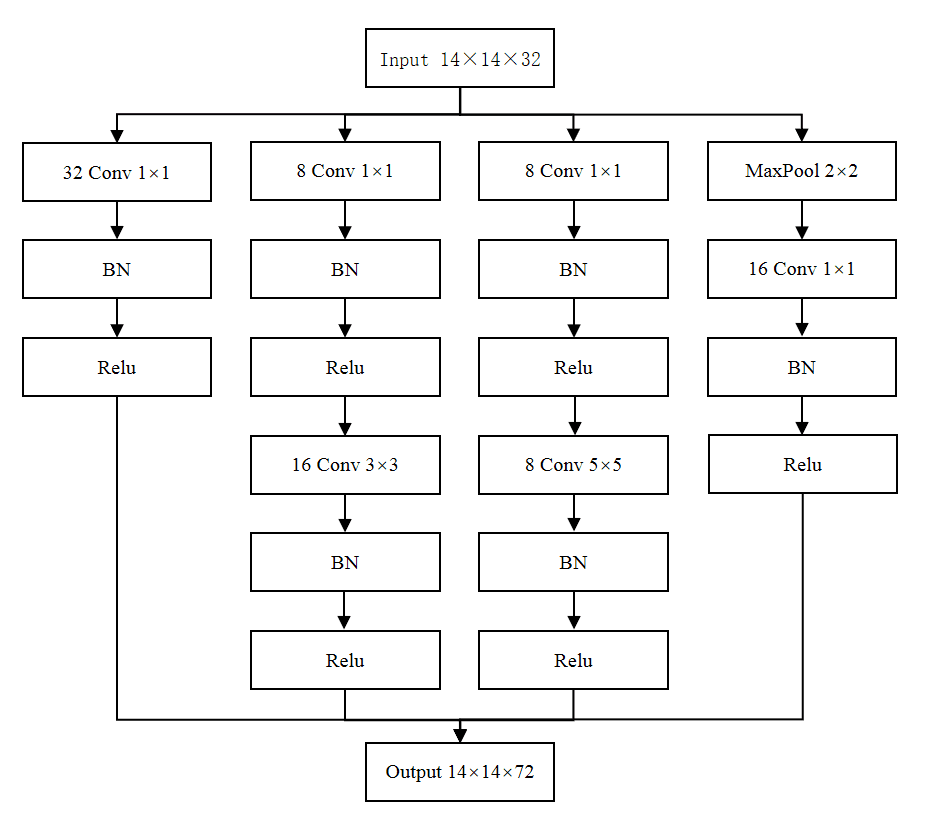 Input 14×14×32
32 Conv 1×1
8 Conv 1×1
8 Conv 1×1
MaxPool 2×2
BN
BN
BN
16 Conv 1×1
Relu
Relu
Relu
BN
16 Conv 3×3
8 Conv 5×5
Relu
BN
BN
Relu
Relu
Output 14×14×72